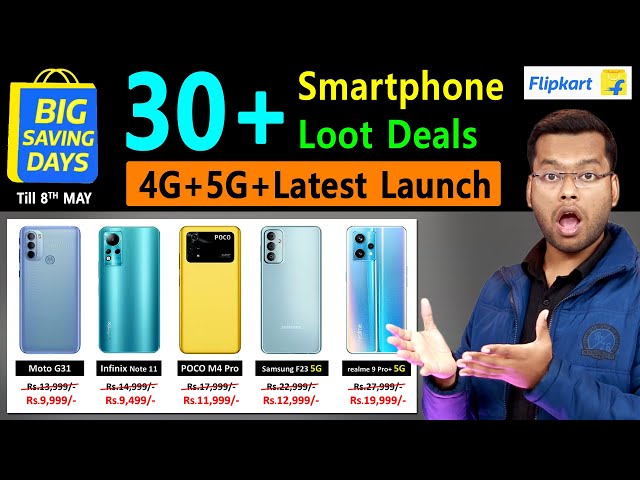 BIG
SAVING
DAYS
Till 8TH MAY
30+
Smartphone
Loot Deals
Flipkart
4G+5G+Latest Launch
POCO
SAMSUNG
realme
Moto G31
Rs.13,999/-
Rs.9,999/-
Infinix Note 11
Rs.14,999/-
Rs.9,499/-
POCO M4 Pro
Rs.17,999/-
Rs.11,999/-
Samsung F23 5G
Rs.22,999/-
Rs.12,999/-
realme 9 Pro+ 5G
Rs.27,999/-
Rs.19,999/-